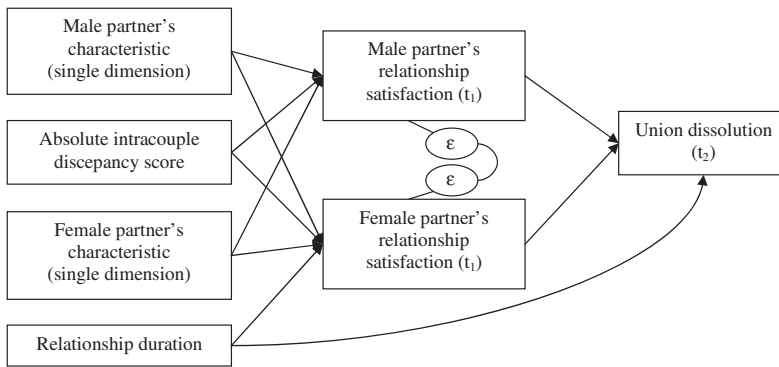 Male partner's
characteristic
(single dimension)
Absolute intracouple
discepancy score
Female partner's
characteristic
(single dimension)
Relationship duration
Male partner's
relationship
satisfaction (t₁)
ε
ε
Female partner's
relationship
satisfaction (t₁)
Union dissolution
(t₂)